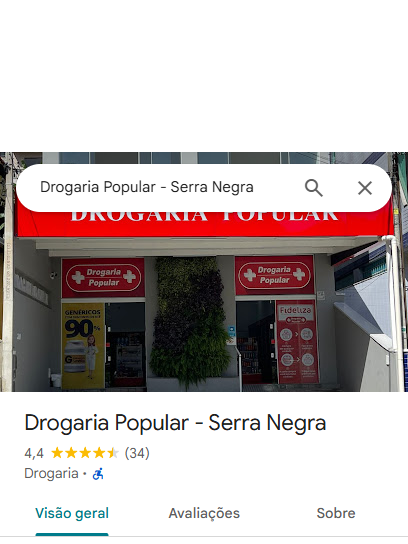 Drogaria Popular - Serra Negra
DROGARIA POPULAR
Drogaria
Popular
Drogaria
Popular
GENÉRICOS
90%
Fideliza
Drogaria Popular - Serra Negra
4,4 (34)
Drogaria ·
Visão geral Avaliações Sobre